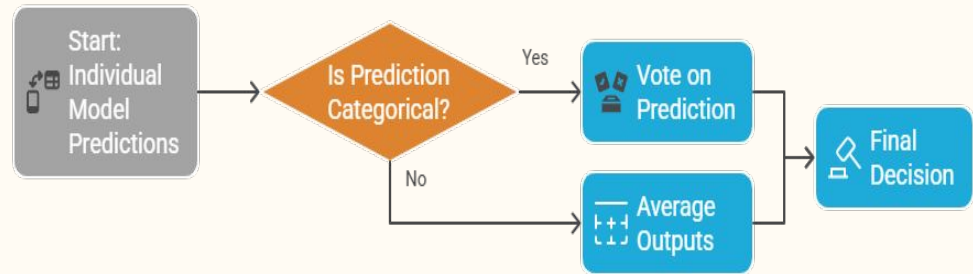 Start:
Individual
Model
Predictions
Is Prediction
Categorical?
Yes
Vote on
Prediction
No
Average
Outputs
Final
Decision